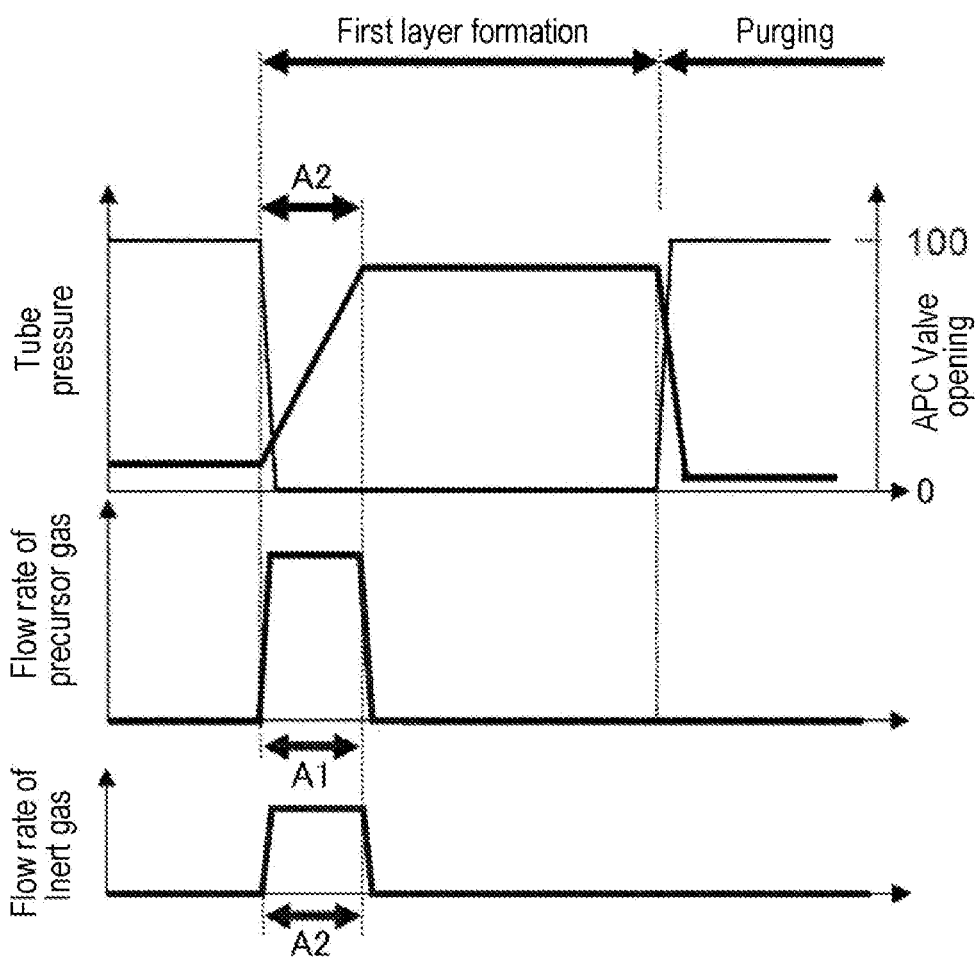 First layer formation
Purging
A2
100
Tube
pressure
APC Valve
opening
0
Flow rate of
precursor gas
A1
Flow rate of
Inert gas
A2